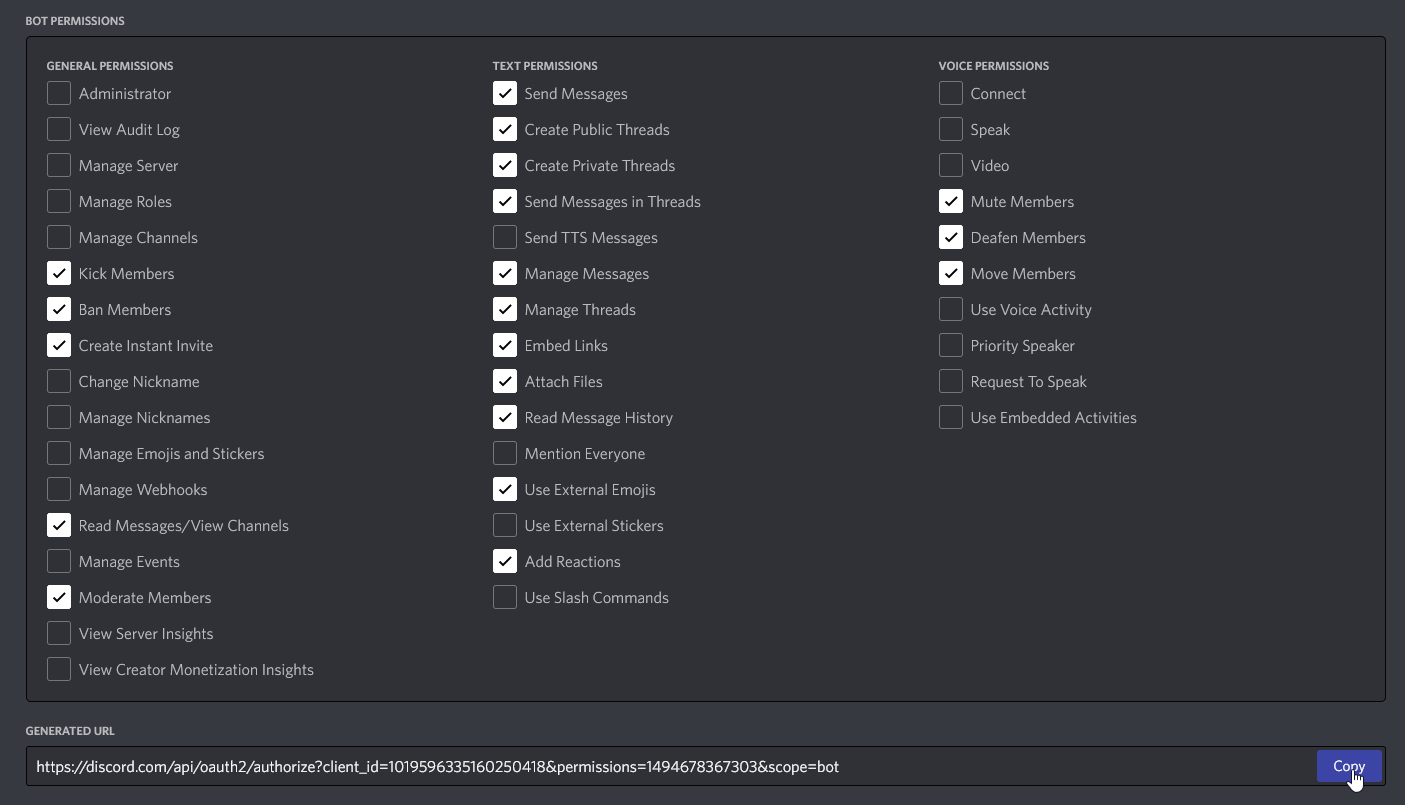 BOT PERMISSIONS
GENERAL PERMISSIONS
Administrator
View Audit Log
Manage Server
Manage Roles
Manage Channels
Kick Members
Ban Members
Create Instant Invite
Change Nickname
Manage Nicknames
Manage Emojis and Stickers
Manage Webhooks
Read Messages/View Channels
Manage Events
Moderate Members
View Server Insights
View Creator Monetization Insights
TEXT PERMISSIONS
Send Messages
Create Public Threads
Create Private Threads
Send Messages in Threads
Send TTS Messages
Manage Messages
Manage Threads
Embed Links
Attach Files
Read Message History
Mention Everyone
Use External Emojis
Use External Stickers
Add Reactions
Use Slash Commands
VOICE PERMISSIONS
Connect
Speak
Video
Mute Members
Deafen Members
Move Members
Use Voice Activity
Priority Speaker
Request To Speak
Use Embedded Activities
GENERATED URL
https://discord.com/api/oauth2/authorize?client_id=1019596335160250418&permissions=1494678367303&scope=bot
Copy